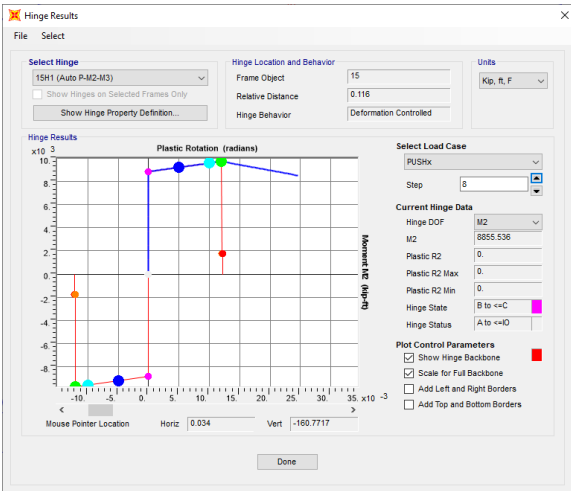 Hinge Results
File Select
Select Hinge
15H1 (Auto P-M2-M3)
Show Hinges on Selected Frames Only
Show Hinge Property Definition...
Hinge Location and Behavior
Frame Object 15
Relative Distance 0.116
Hinge Behavior Deformation Controlled
Units
Kip, ft, F
Hinge Results
x10 3
Plastic Rotation (radians)
10.
8.
6.
4.
2.
0.
-2.
-4.
-6.
-8.
-10. -5. 0. 5. 10. 15. 20. 25. 30. 35. x10 -3
Moment M2 (kip-ft)
Mouse Pointer Location Horiz 0.034 Vert -160.7717
Select Load Case
PUSHx
Step 8
Current Hinge Data
Hinge DOF M2
M2 8855.536
Plastic R2 0.
Plastic R2 Max 0.
Plastic R2 Min 0.
Hinge State B to <=C
Hinge Status A to <=IO
Plot Control Parameters
Show Hinge Backbone
Scale for Full Backbone
Add Left and Right Borders
Add Top and Bottom Borders
Done